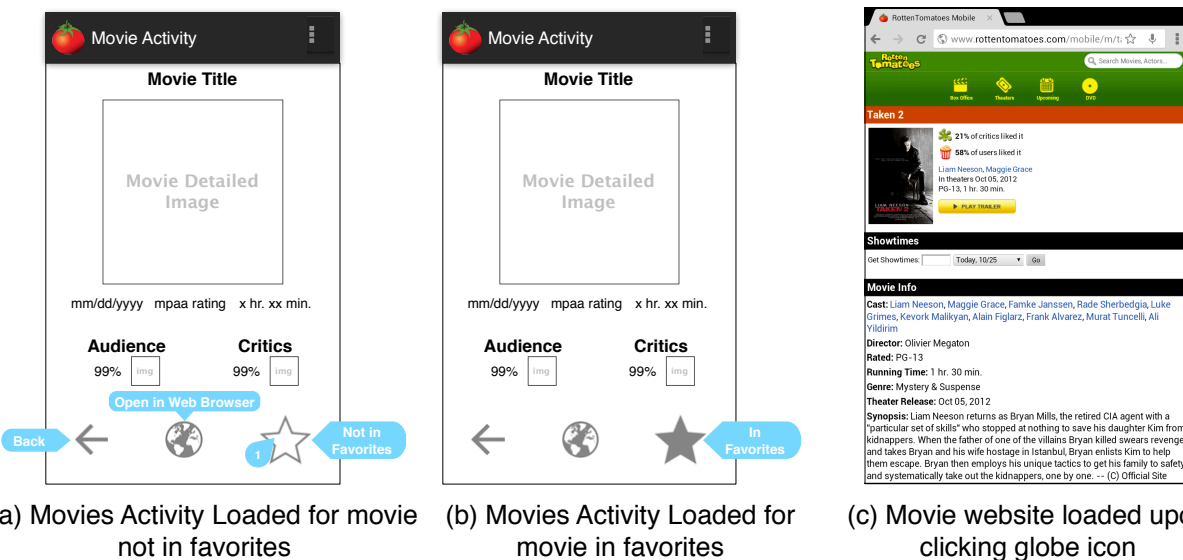 Movie Activity
Movie Title
Movie Detailed
Image
mm/dd/yyyy mpaa rating x hr. xx min.
Audience Critics
99% img 99% img
Open in Web Browser
Back
1
Not in
Favorites
a) Movies Activity Loaded for movie
not in favorites
Movie Activity
Movie Title
Movie Detailed
Image
mm/dd/yyyy mpaa rating x hr. xx min.
Audience Critics
99% img 99% img
In
Favorites
(b) Movies Activity Loaded for
movie in favorites
RottenTomatoes Mobile
www.rottentomatoes.com/mobile/m/ta
Rotten
Tomatoes
Search Movies, Actors...
Box Office Theaters Upcoming DVD
Taken 2
21% of critics liked it
58% of users liked it
Liam Neeson, Maggie Grace
In theaters Oct 05, 2012
PG-13, 1 hr. 30 min.
PLAY TRAILER
LIAM NEESON
TAKEN 2
Showtimes
Get Showtimes: Today, 10/25 Go
Movie Info
Cast: Liam Neeson, Maggie Grace, Famke Janssen, Rade Sherbedgia, Luke
Grimes, Kevork Malikyan, Alain Figlarz, Frank Alvarez, Murat Tuncelli, Ali
Yildirim
Director: Olivier Megaton
Rated: PG-13
Running Time: 1 hr. 30 min.
Genre: Mystery & Suspense
Theater Release: Oct 05, 2012
Synopsis: Liam Neeson returns as Bryan Mills, the retired CIA agent with a
"particular set of skills" who stopped at nothing to save his daughter Kim from
kidnappers. When the father of one of the villains Bryan killed swears revenge
and takes Bryan and his wife hostage in Istanbul, Bryan enlists Kim to help
them escape. Bryan then employs his unique tactics to get his family to safety
and systematically take out the kidnappers, one by one. -- (C) Official Site
(c) Movie website loaded upo
clicking globe icon